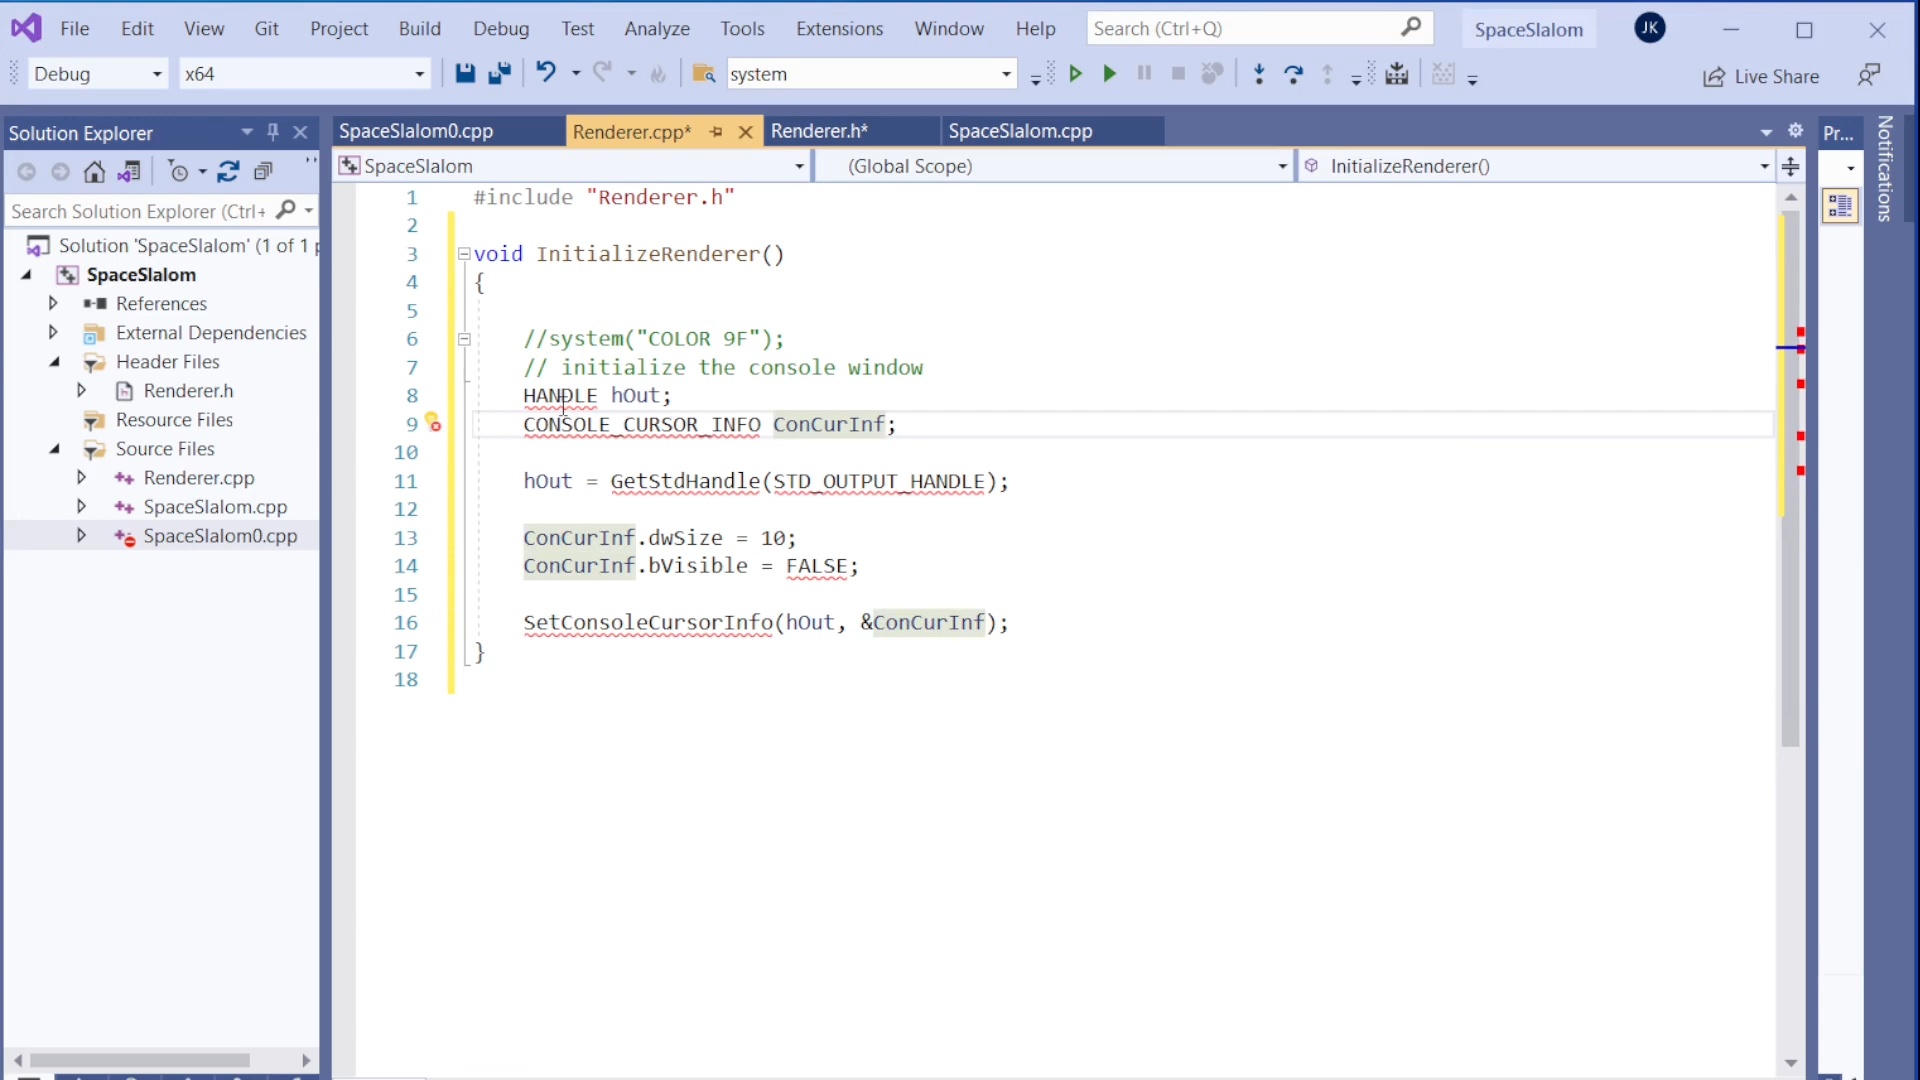 File Edit View Git Project Build Debug Test Analyze Tools Extensions Window Help Search (Ctrl+Q) SpaceSlalom JK
Debug x64 system Live Share
Solution Explorer
Search Solution Explorer (Ctrl+
Solution 'SpaceSlalom' (1 of 1 p
SpaceSlalom
References
External Dependencies
Header Files
Renderer.h
Resource Files
Source Files
Renderer.cpp
SpaceSlalom.cpp
SpaceSlalom0.cpp
SpaceSlalom0.cpp Renderer.cpp* Renderer.h* SpaceSlalom.cpp
SpaceSlalom (Global Scope) InitializeRenderer()
1 #include "Renderer.h"
2
3 void InitializeRenderer()
4 {
5
6 //system("COLOR 9F");
7 // initialize the console window
8 HANDLE hOut;
9 CONSOLE_CURSOR_INFO ConCurInf;
10
11 hOut = GetStdHandle(STD_OUTPUT_HANDLE);
12
13 ConCurInf.dwSize = 10;
14 ConCurInf.bVisible = FALSE;
15
16 SetConsoleCursorInfo(hOut, &ConCurInf);
17 }
18
Pr...
Notifications